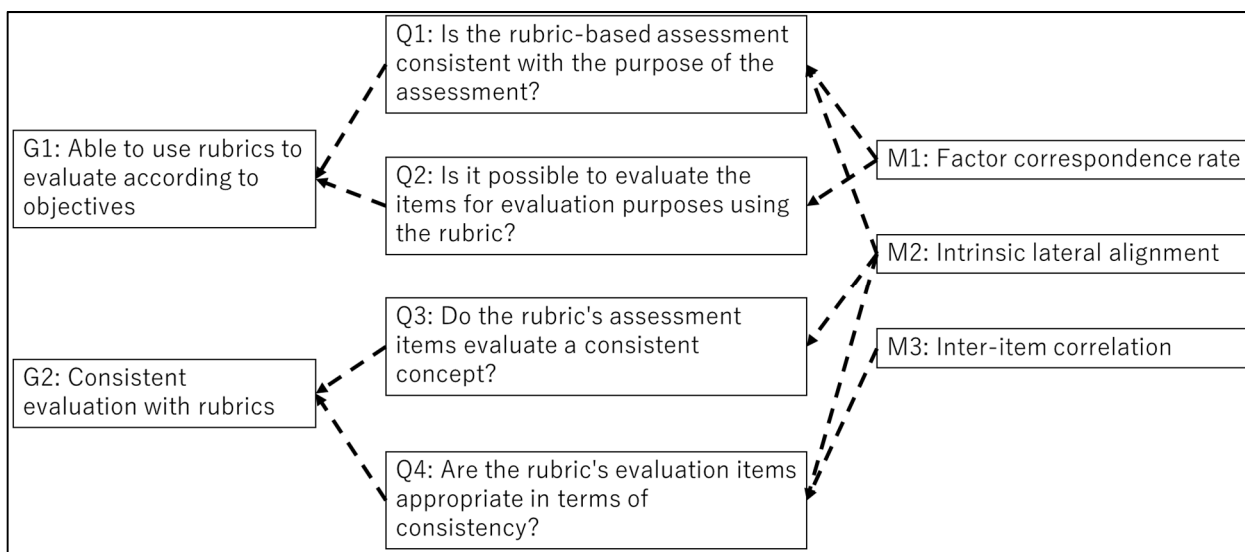 Q1: Is the rubric-based assessment
consistent with the purpose of the
assessment?
G1: Able to use rubrics to
evaluate according to
objectives
Q2: Is it possible to evaluate the
items for evaluation purposes using
the rubric?
M1: Factor correspondence rate
M2: Intrinsic lateral alignment
Q3: Do the rubric's assessment
items evaluate a consistent
concept?
M3: Inter-item correlation
G2: Consistent
evaluation with rubrics
Q4: Are the rubric's evaluation items
appropriate in terms of
consistency?